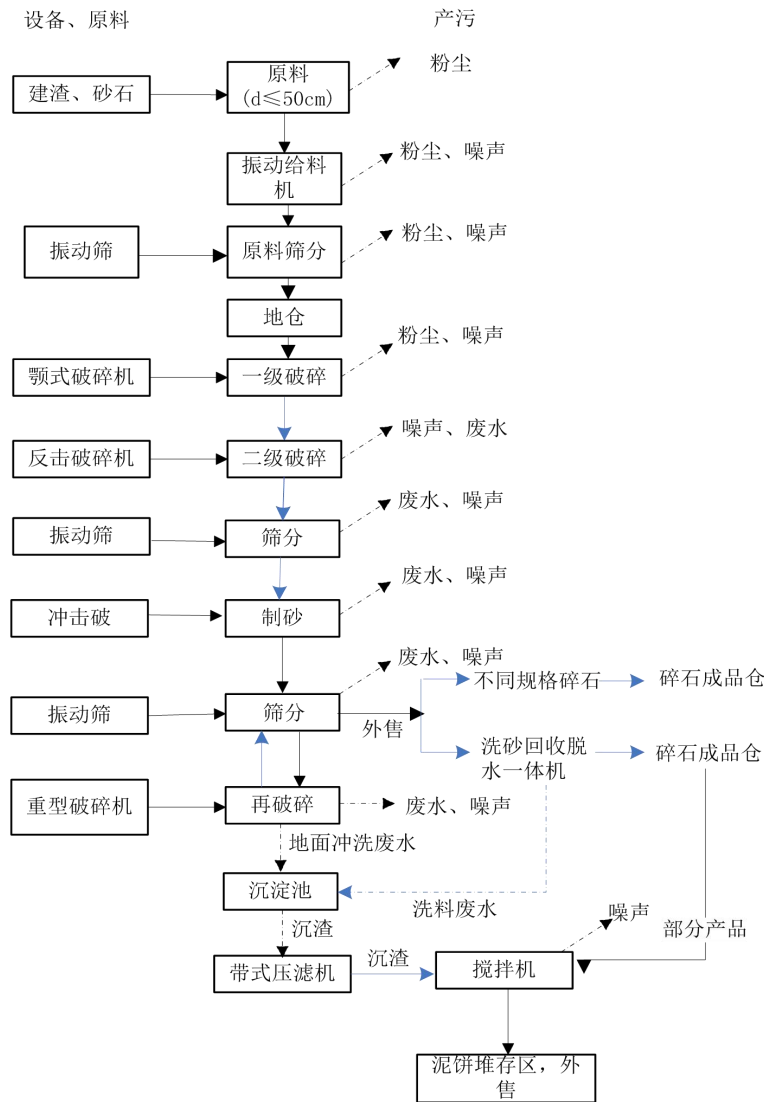 设备、原料
产污
原料
(d≤50cm)
粉尘
建渣、砂石
振动给料
机
粉尘、噪声
振动筛
原料筛分
粉尘、噪声
地仓
粉尘、噪声
颚式破碎机
一级破碎
噪声、废水
反击破碎机
二级破碎
废水、噪声
振动筛
筛分
废水、噪声
冲击破
制砂
废水、噪声
不同规格碎石
碎石成品仓
振动筛
筛分
外售
洗砂回收脱
水一体机
碎石成品仓
重型破碎机
再破碎
废水、噪声
地面冲洗废水
沉淀池
洗料废水
噪声
部分产品
沉渣
带式压滤机
沉渣
搅拌机
泥饼堆存区，外
售